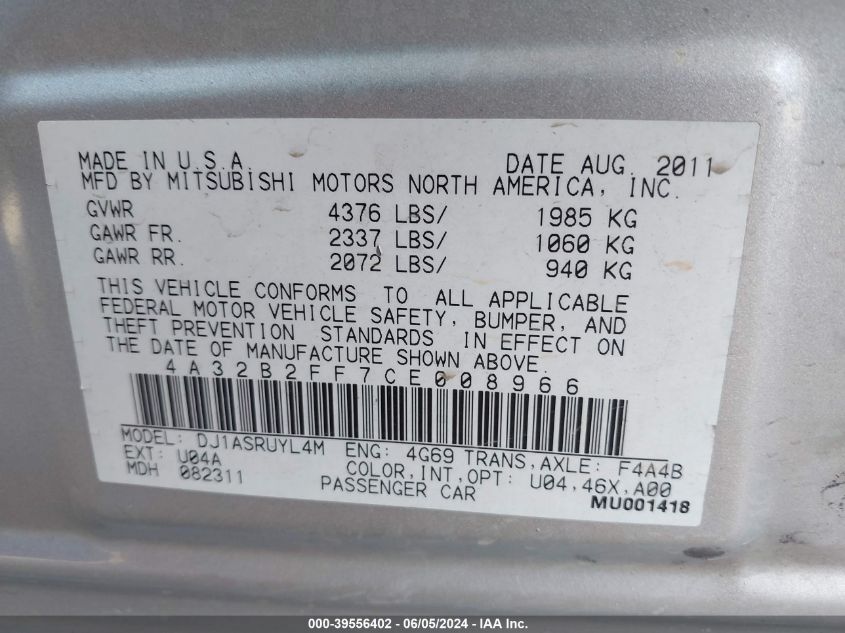 MADE IN U.S.A. DATE AUG. 2011
MFD BY MITSUBISHI MOTORS NORTH AMERICA, INC.
GVWR 4376 LBS/ 1985 KG
GAWR FR. 2337 LBS/ 1060 KG
GAWR RR. 2072 LBS/ 940 KG
THIS VEHICLE CONFORMS TO ALL APPLICABLE
FEDERAL MOTOR VEHICLE SAFETY, BUMPER, AND
THEFT PREVENTION STANDARDS IN EFFECT ON
THE DATE OF MANUFACTURE SHOWN ABOVE.
4A32B2FF7CE008966
MODEL: DJ1ASRUYL4M ENG: 4G69 TRANS,AXLE: F4A4B
EXT: U04A COLOR,INT,OPT: U04,46X,A00
MDH 082311 PASSENGER CAR
MU001418
000-39556402 - 06/05/2024 - IAA Inc.